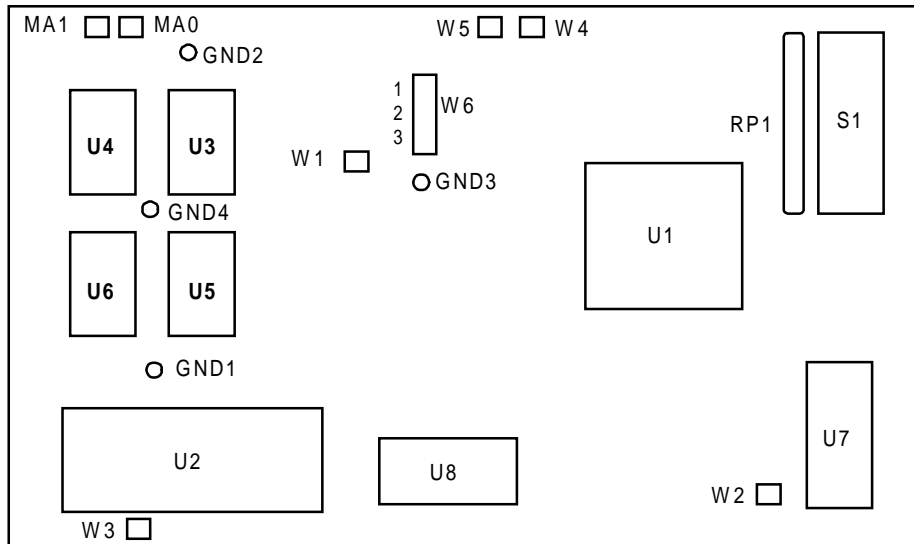 MA1 MA0 W5 W4
GND2
1
2
3
W6
RP1
S1
U4 U3
W1
GND3
GND4
U1
U6 U5
GND1
U2
U8
U7
W2
W3